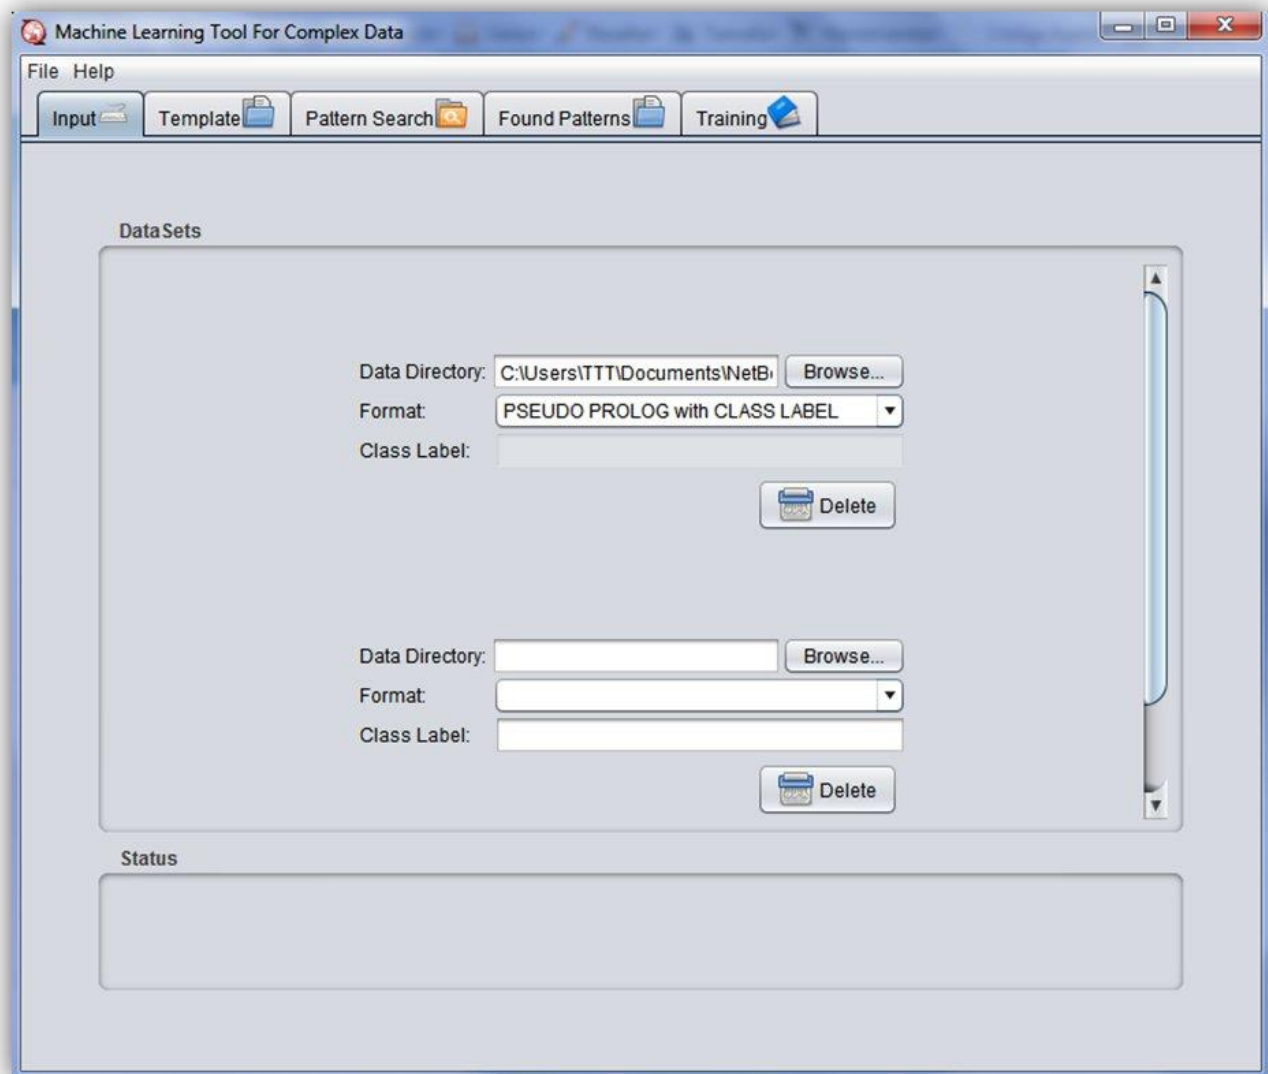 Machine Learning Tool For Complex Data
File Help
Input Template Pattern Search Found Patterns Training
DataSets
Data Directory: C:\Users\TTT\Documents\NetB Browse...
Format: PSEUDO PROLOG with CLASS LABEL
Class Label:
Delete
Data Directory: Browse...
Format:
Class Label:
Delete
Status